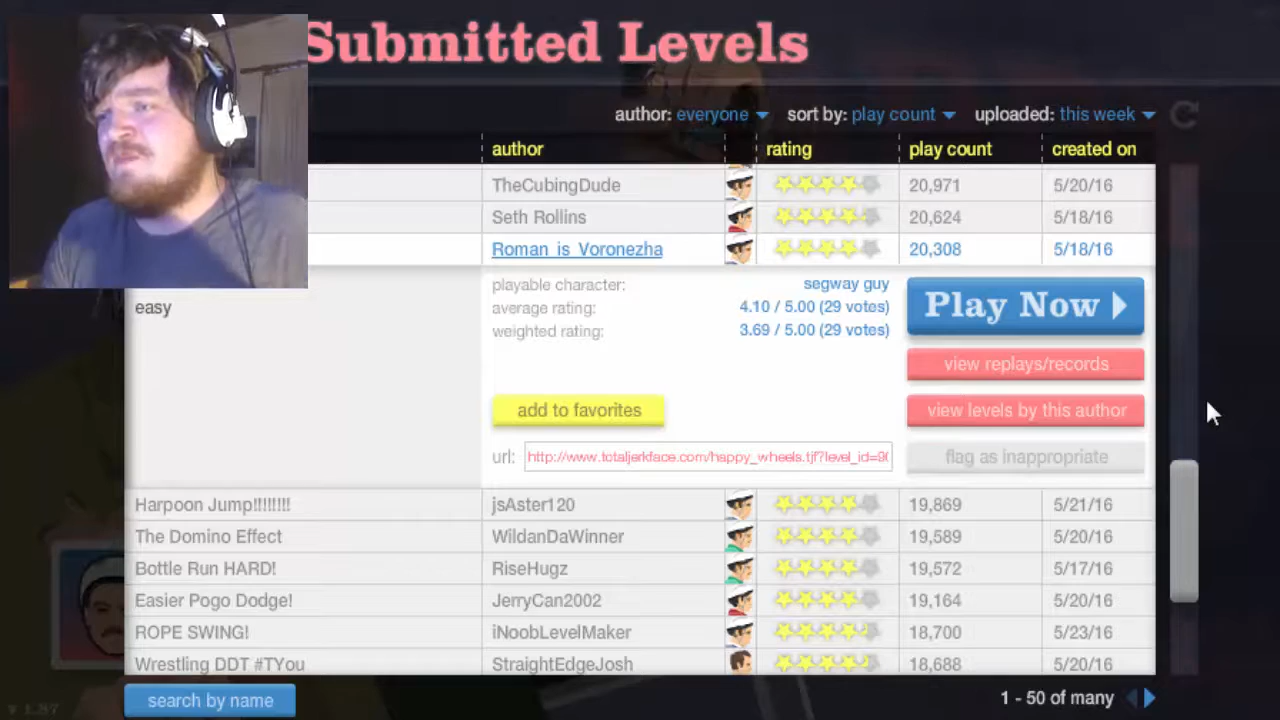 Submitted Levels
author: everyone sort by: play count uploaded: this week
author rating play count created on
TheCubingDude 20,971 5/20/16
Seth Rollins 20,624 5/18/16
Roman_is_Voronezha 20,308 5/18/16
easy
playable character: segway guy
average rating: 4.10 / 5.00 (29 votes)
weighted rating: 3.69 / 5.00 (29 votes)
Play Now
view replays/records
add to favorites
view levels by this author
url: http://www.totaljerkface.com/happy_wheels.tjf?level_id=9
flag as inappropriate
Harpoon Jump!!!!!!!! jsAster120 19,869 5/21/16
The Domino Effect WildanDaWinner 19,589 5/20/16
Bottle Run HARD! RiseHugz 19,572 5/17/16
Easier Pogo Dodge! JerryCan2002 19,164 5/20/16
ROPE SWING! iNoobLevelMaker 18,700 5/23/16
Wrestling DDT #TYou StraightEdgeJosh 18,688 5/20/16
search by name
1 - 50 of many
v 1.87